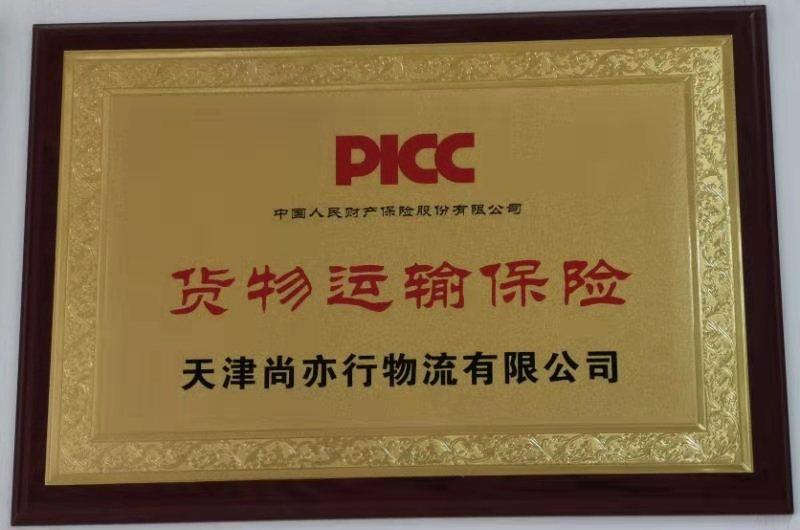 PICC
中国人民财产保险股份有限公司
货物运输保险
天津尚亦行物流有限公司